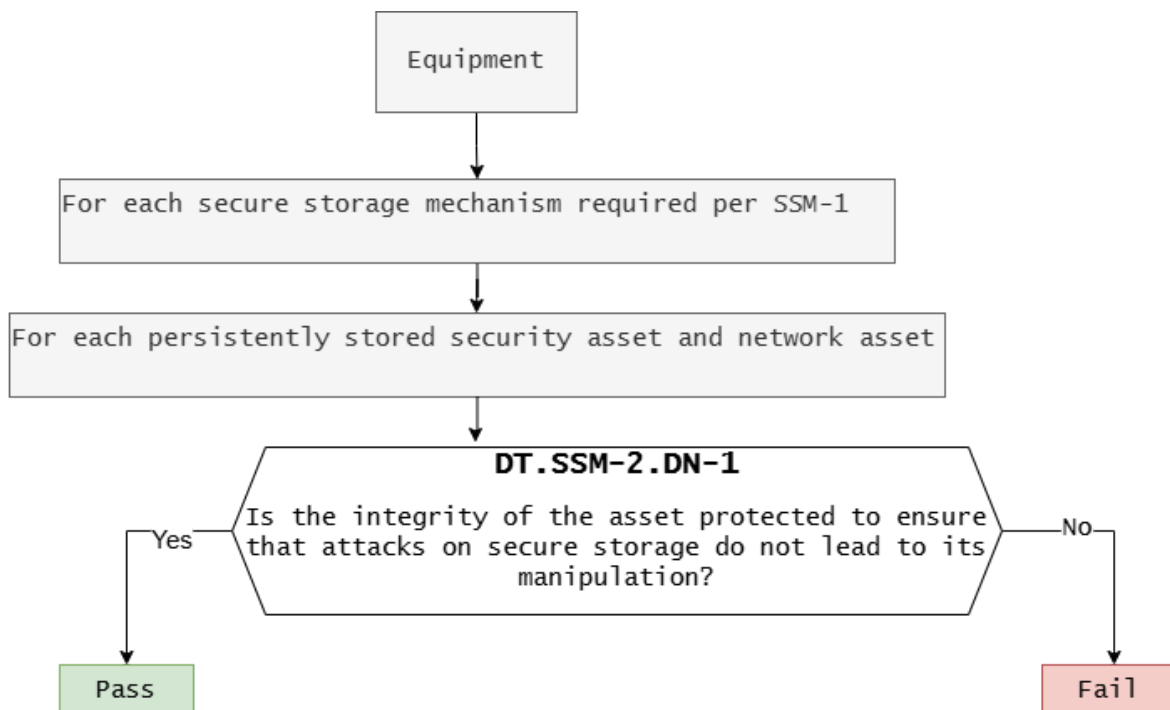 Equipment
For each secure storage mechanism required per SSM-1
For each persistently stored security asset and network asset
DT.SSM-2.DN-1
Is the integrity of the asset protected to ensure
that attacks on secure storage do not lead to its
manipulation?
Yes
No
Pass
Fail